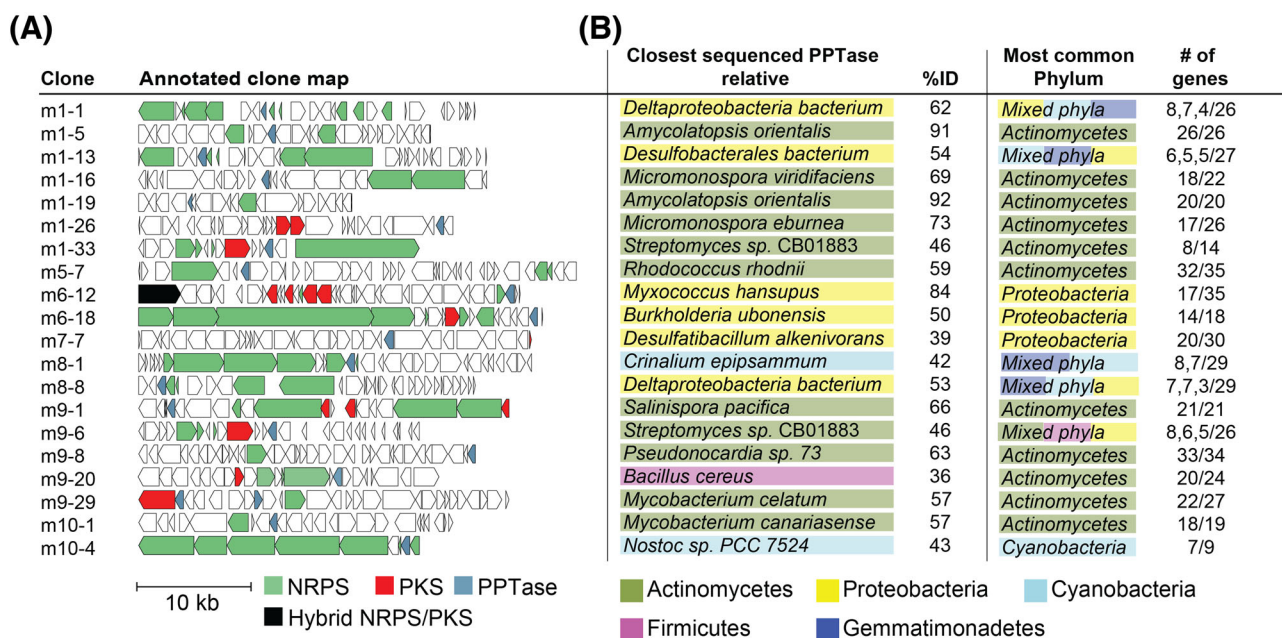 (A) (B)
Closest sequenced PPTase relative %ID Most common Phylum # of genes
Clone Annotated clone map
m1-1 Deltaproteobacteria bacterium 62 Mixed phyla 8,7,4/26
m1-5 Amycolatopsis orientalis 91 Actinomycetes 26/26
m1-13 Desulfobacterales bacterium 54 Mixed phyla 6,5,5/27
m1-16 Micromonospora viridifaciens 69 Actinomycetes 18/22
m1-19 Amycolatopsis orientalis 92 Actinomycetes 20/20
m1-26 Micromonospora eburnea 73 Actinomycetes 17/26
m1-33 Streptomyces sp. CB01883 46 Actinomycetes 8/14
m5-7 Rhodococcus rhodnii 59 Actinomycetes 32/35
m6-12 Myxococcus hansupus 84 Proteobacteria 17/35
m6-18 Burkholderia ubonensis 50 Proteobacteria 14/18
m7-7 Desulfatibacillum alkenivorans 39 Proteobacteria 20/30
m8-1 Crinalium epipsammum 42 Mixed phyla 8,7/29
m8-8 Deltaproteobacteria bacterium 53 Mixed phyla 7,7,3/29
m9-1 Salinispora pacifica 66 Actinomycetes 21/21
m9-6 Streptomyces sp. CB01883 46 Mixed phyla 8,6,5/26
m9-8 Pseudonocardia sp. 73 63 Actinomycetes 33/34
m9-20 Bacillus cereus 36 Actinomycetes 20/24
m9-29 Mycobacterium celatum 57 Actinomycetes 22/27
m10-1 Mycobacterium canariasense 57 Actinomycetes 18/19
m10-4 Nostoc sp. PCC 7524 43 Cyanobacteria 7/9
10 kb
NRPS PKS PPTase
Hybrid NRPS/PKS
Actinomycetes Proteobacteria Cyanobacteria
Firmicutes Gemmatimonadetes